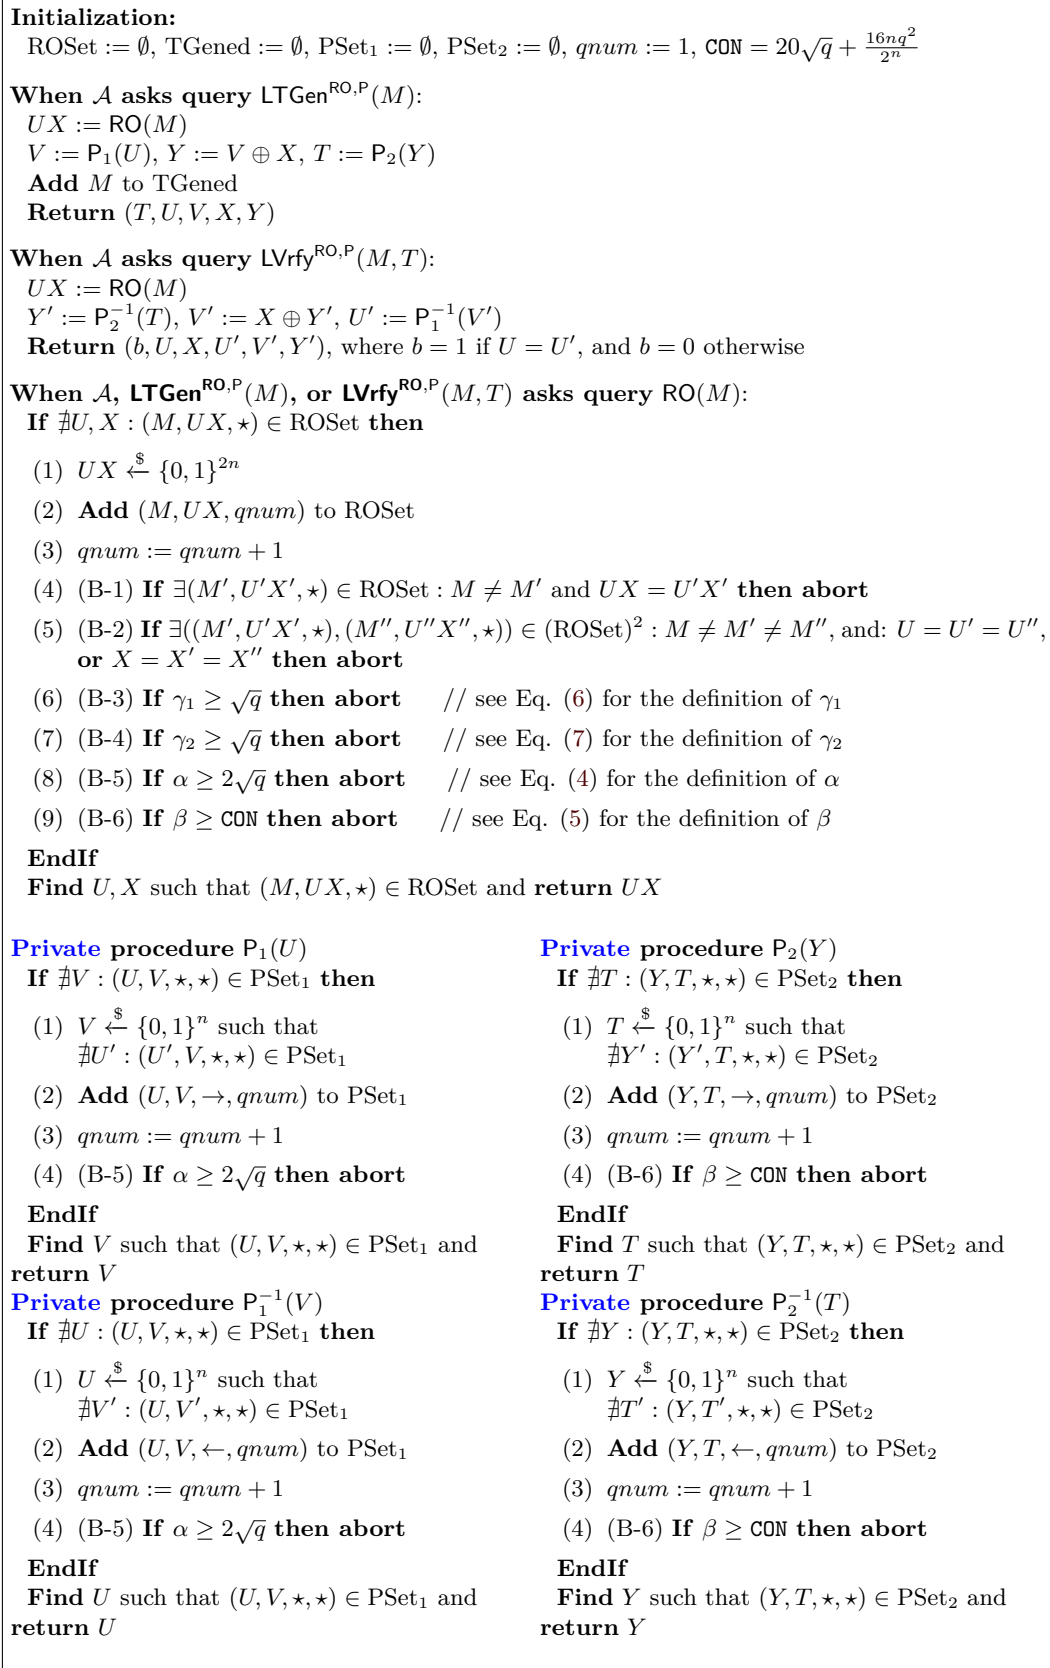 Initialization:
ROSet := ∅, TGened := ∅, PSet₁ := ∅, PSet₂ := ∅, qnum := 1, CON = 20√q + 16nq²/2ⁿ
When 𝒜 asks query LTGen^{RO,P}(M):
UX := RO(M)
V := P₁(U), Y := V ⊕ X, T := P₂(Y)
Add M to TGened
Return (T, U, V, X, Y)
When 𝒜 asks query LVrfy^{RO,P}(M, T):
UX := RO(M)
Y′ := P₂⁻¹(T), V′ := X ⊕ Y′, U′ := P₁⁻¹(V′)
Return (b, U, X, U′, V′, Y′), where b = 1 if U = U′, and b = 0 otherwise
When 𝒜, LTGen^{RO,P}(M), or LVrfy^{RO,P}(M, T) asks query RO(M):
If ∄U, X : (M, UX, ⋆) ∈ ROSet then
(1) UX ←$ {0, 1}²ⁿ
(2) Add (M, UX, qnum) to ROSet
(3) qnum := qnum + 1
(4) (B-1) If ∃(M′, U′X′, ⋆) ∈ ROSet : M ≠ M′ and UX = U′X′ then abort
(5) (B-2) If ∃((M′, U′X′, ⋆), (M′′, U′′X′′, ⋆)) ∈ (ROSet)² : M ≠ M′ ≠ M′′, and: U = U′ = U′′,
or X = X′ = X′′ then abort
(6) (B-3) If γ₁ ≥ √q then abort // see Eq. (6) for the definition of γ₁
(7) (B-4) If γ₂ ≥ √q then abort // see Eq. (7) for the definition of γ₂
(8) (B-5) If α ≥ 2√q then abort // see Eq. (4) for the definition of α
(9) (B-6) If β ≥ CON then abort // see Eq. (5) for the definition of β
EndIf
Find U, X such that (M, UX, ⋆) ∈ ROSet and return UX
Private procedure P₁(U)
If ∄V : (U, V, ⋆, ⋆) ∈ PSet₁ then
(1) V ←$ {0, 1}ⁿ such that
∄U′ : (U′, V, ⋆, ⋆) ∈ PSet₁
(2) Add (U, V, →, qnum) to PSet₁
(3) qnum := qnum + 1
(4) (B-5) If α ≥ 2√q then abort
EndIf
Find V such that (U, V, ⋆, ⋆) ∈ PSet₁ and
return V
Private procedure P₁⁻¹(V)
If ∄U : (U, V, ⋆, ⋆) ∈ PSet₁ then
(1) U ←$ {0, 1}ⁿ such that
∄V′ : (U, V′, ⋆, ⋆) ∈ PSet₁
(2) Add (U, V, ←, qnum) to PSet₁
(3) qnum := qnum + 1
(4) (B-5) If α ≥ 2√q then abort
EndIf
Find U such that (U, V, ⋆, ⋆) ∈ PSet₁ and
return U
Private procedure P₂(Y)
If ∄T : (Y, T, ⋆, ⋆) ∈ PSet₂ then
(1) T ←$ {0, 1}ⁿ such that
∄Y′ : (Y′, T, ⋆, ⋆) ∈ PSet₂
(2) Add (Y, T, →, qnum) to PSet₂
(3) qnum := qnum + 1
(4) (B-6) If β ≥ CON then abort
EndIf
Find T such that (Y, T, ⋆, ⋆) ∈ PSet₂ and
return T
Private procedure P₂⁻¹(T)
If ∄Y : (Y, T, ⋆, ⋆) ∈ PSet₂ then
(1) Y ←$ {0, 1}ⁿ such that
∄T′ : (Y, T′, ⋆, ⋆) ∈ PSet₂
(2) Add (Y, T, ←, qnum) to PSet₂
(3) qnum := qnum + 1
(4) (B-6) If β ≥ CON then abort
EndIf
Find Y such that (Y, T, ⋆, ⋆) ∈ PSet₂ and
return Y